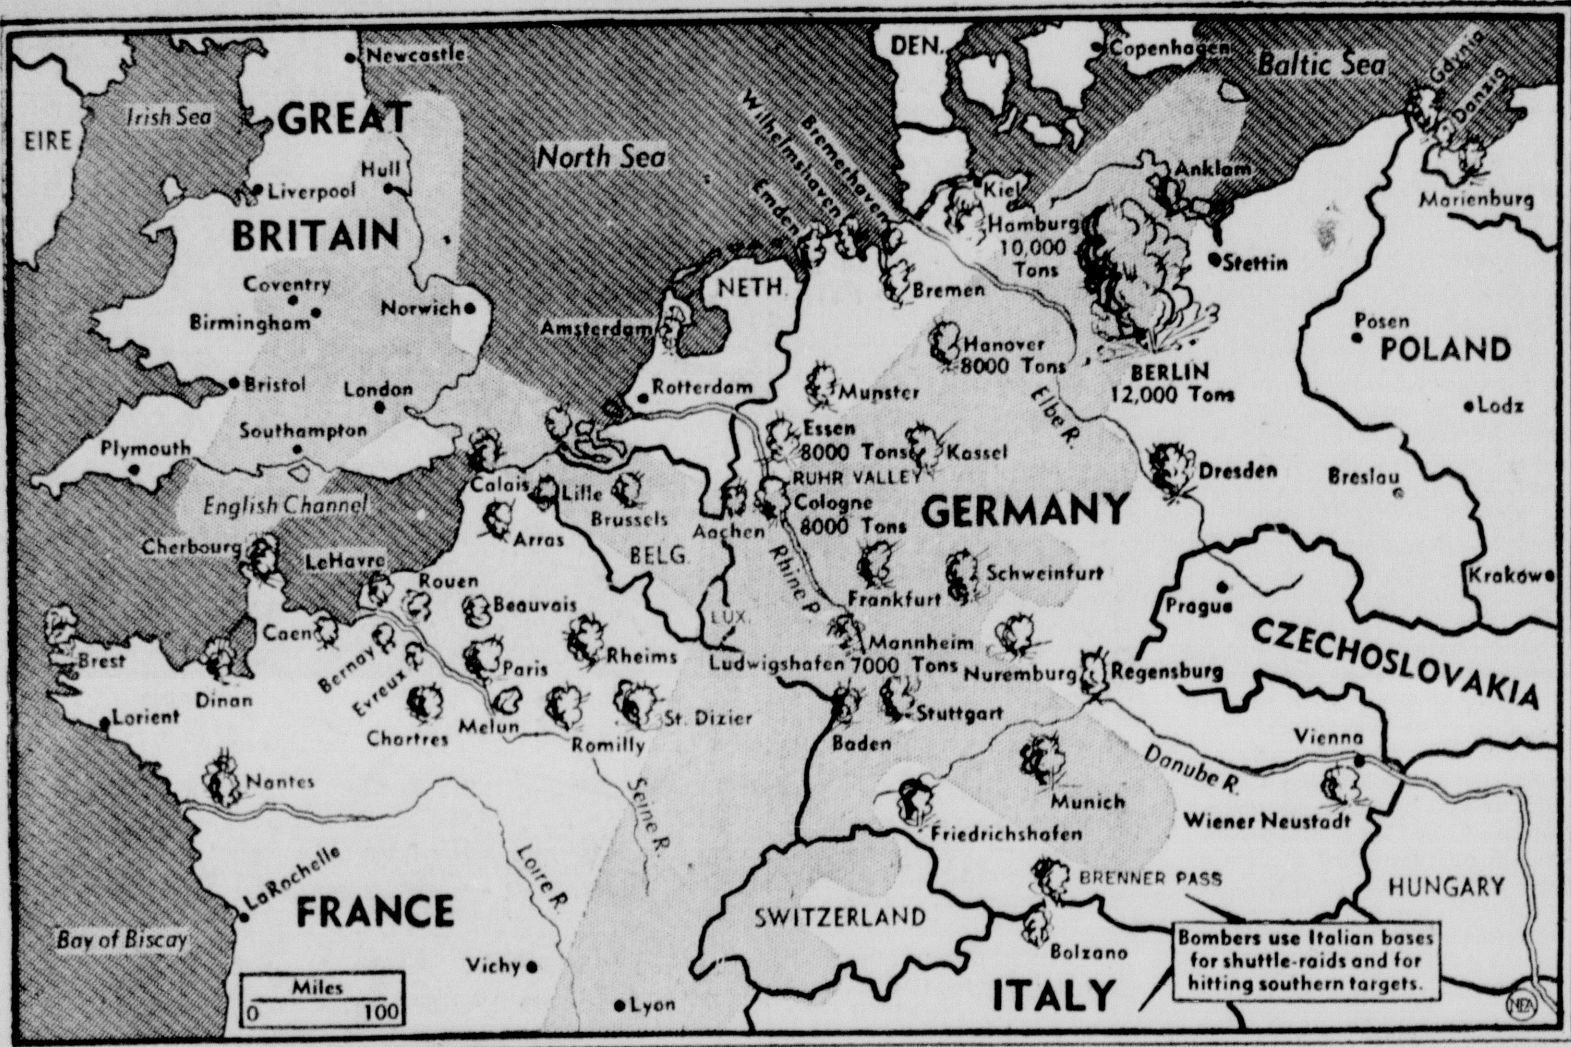 Newcastle
DEN.
Copenhagen
Baltic Sea
Gdynia
Danzig
Irish Sea
GREAT
EIRE
North Sea
Wilhelmshaven
Bremerhaven
Emden
Hull
Liverpool
Kiel
Anklam
Marienburg
BRITAIN
Hamburg
10,000
Tons
Stettin
Coventry
NETH.
Bremen
Norwich
Birmingham
Amsterdam
Posen
POLAND
Hanover
8000 Tons
BERLIN
12,000 Tons
Bristol
London
Rotterdam
Munster
Elbe R.
Lodz
Plymouth
Southampton
Essen
8000 Tons
Kassel
Dresden
Breslau
RUHR VALLEY
Calais
Lille
Cologne
8000 Tons
English Channel
Brussels
Aachen
GERMANY
Arras
Cherbourg
LeHavre
BELG.
Rhine R.
Rouen
Schweinfurt
Krakow
Beauvais
Frankfurt
Prague
LUX.
Caen
Mannheim
CZECHOSLOVAKIA
Brest
Bernay
Paris
Rheims
Ludwigshafen 7000 Tons
Nuremburg
Regensburg
Dinan
Evreux
Lorient
Chartres
Melun
Romilly
St. Dizier
Baden
Stuttgart
Vienna
Danube R.
Nantes
Seine R.
Munich
Wiener Neustadt
Friedrichshafen
LaRochelle
Loire R.
BRENNER PASS
HUNGARY
FRANCE
SWITZERLAND
Bay of Biscay
Bolzano
Bombers use Italian bases
for shuttle-raids and for
hitting southern targets.
Vichy
Miles
0 100
Lyon
ITALY
NEA